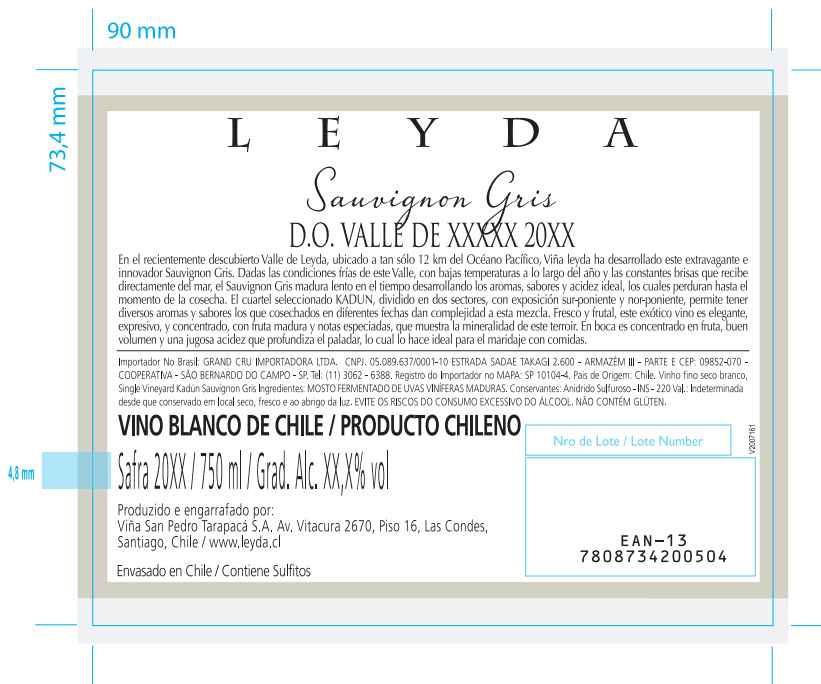 90 mm
73,4 mm
LEYDA
Sauvignon Gris
D.O. VALLE DE XXXXX 20XX
En el recientemente descubierto Valle de Leyda, ubicado a tan sólo 12 km del Océano Pacífico, Viña leyda ha desarrollado este extravagante e
innovador Sauvignon Gris. Dadas las condiciones frías de este Valle, con bajas temperaturas a lo largo del año y las constantes brisas que recibe
directamente del mar, el Sauvignon Gris madura lento en el tiempo desarrollando los aromas, sabores y acidez ideal, los cuales perduran hasta el
momento de la cosecha. El cuartel seleccionado KADUN, dividido en dos sectores, con exposición sur-poniente y nor-poniente, permite tener
diversos aromas y sabores los que cosechados en diferentes fechas dan complejidad a esta mezcla. Fresco y frutal, este exótico vino es elegante,
expresivo, y concentrado, con fruta madura y notas especiadas, que muestra la mineralidad de este terroir. En boca es concentrado en fruta, buen
volumen y una jugosa acidez que profundiza el paladar, lo cual lo hace ideal para el maridaje con comidas.
Importador No Brasil: GRAND CRU IMPORTADORA LTDA. CNPJ. 05.089.637/0001-10 ESTRADA SADAE TAKAGI 2.600 - ARMAZÉM III - PARTE E CEP: 09852-070 -
COOPERATIVA - SÃO BERNARDO DO CAMPO - SP. Tel: (11) 3062 - 6388. Registro do Importador no MAPA: SP 10104-4. Pais de Origem: Chile. Vinho fino seco branco,
Single Vineyard Kadún Sauvignon Gris Ingredientes: MOSTO FERMENTADO DE UVAS VINÍFERAS MADURAS. Conservantes: Anidrido Sulfuroso - INS - 220 Val.: Indeterminada
desde que conservado em local seco, fresco e ao abrigo da luz. EVITE OS RISCOS DO CONSUMO EXCESSIVO DO ÁLCOOL. NÃO CONTÉM GLÚTEN.
VINO BLANCO DE CHILE / PRODUCTO CHILENO
Nro de Lote / Lote Number
V2007161
4,8 mm
Safra 20XX / 750 ml / Grad. Alc. XX,X% vol
Produzido e engarrafado por:
Viña San Pedro Tarapacá S.A. Av. Vitacura 2670, Piso 16, Las Condes,
Santiago, Chile / www.leyda.cl
EAN-13
7808734200504
Envasado en Chile / Contiene Sulfitos